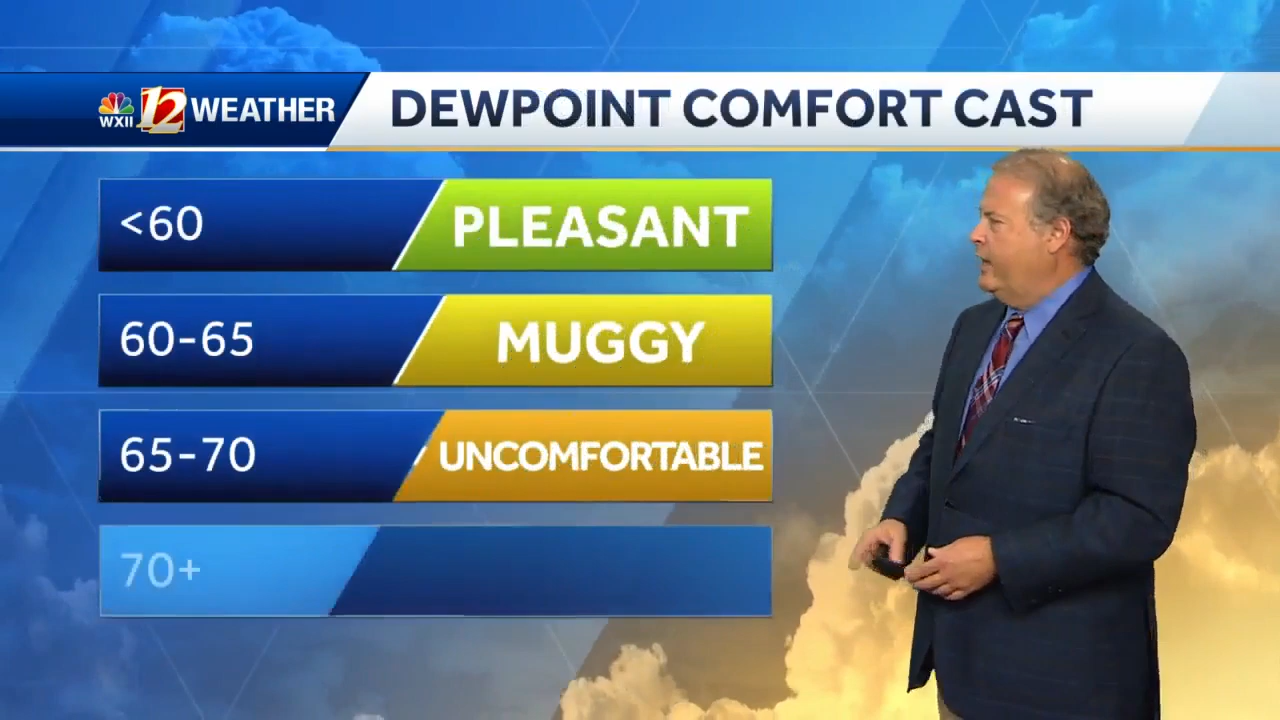 WXII 12 WEATHER
DEWPOINT COMFORT CAST
<60 PLEASANT
60-65 MUGGY
65-70 UNCOMFORTABLE
70+